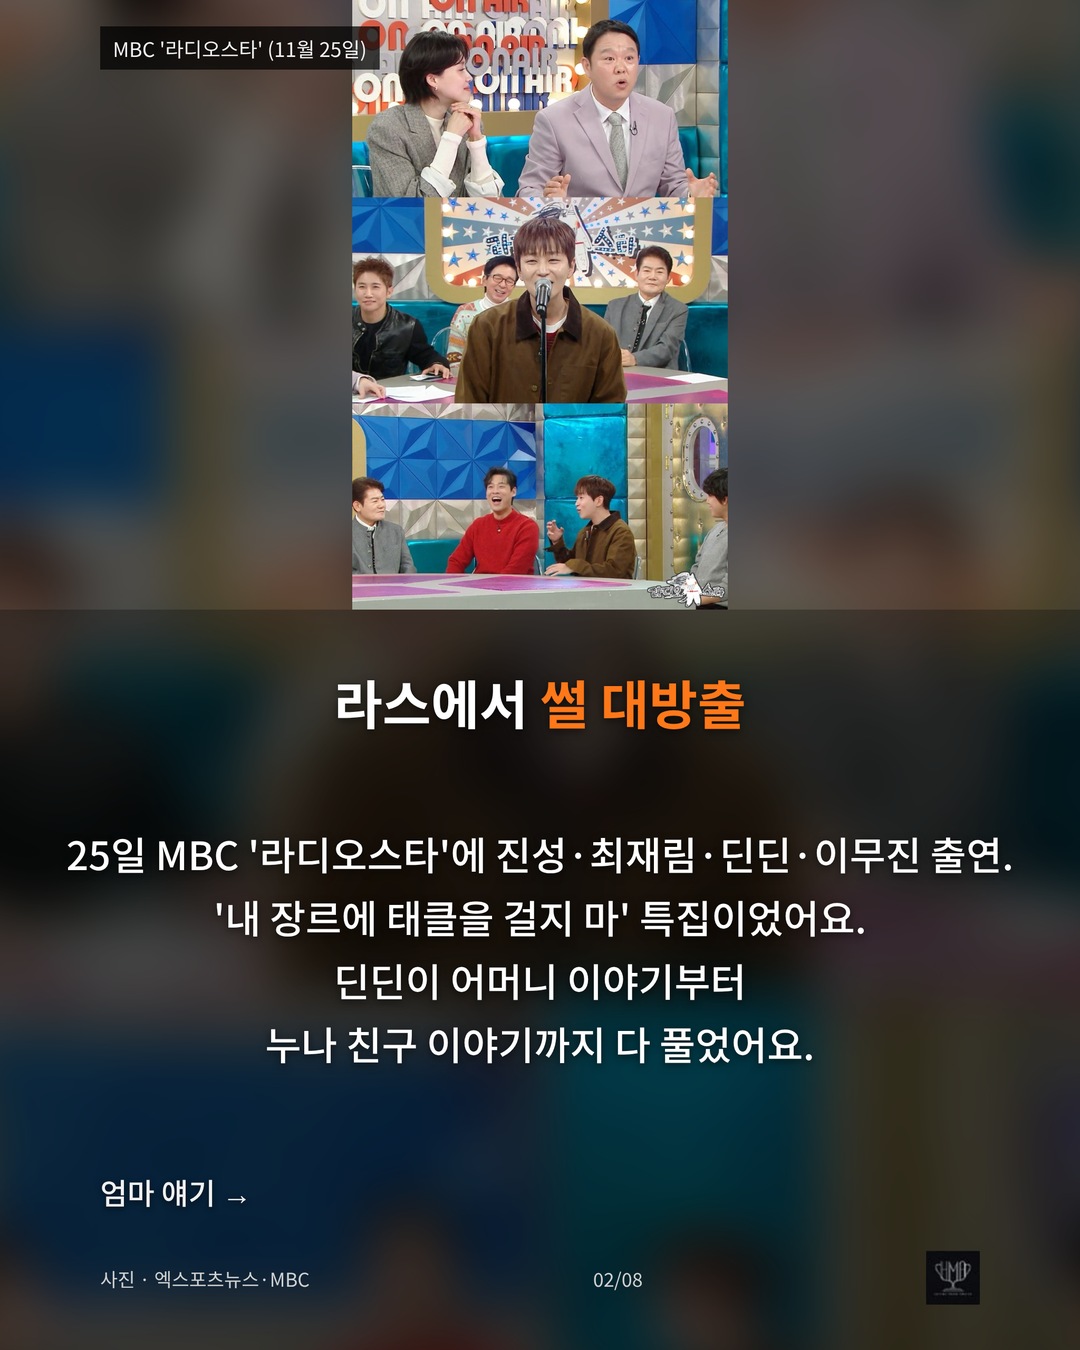 MBC '라디오스타' (11월 25일)
ON AIR
라스에서 썰 대방출
25일 MBC '라디오스타'에 진성·최재림·딘딘·이무진 출연.
'내 장르에 태클을 걸지 마' 특집이었어요.
딘딘이 어머니 이야기부터
누나 친구 이야기까지 다 풀었어요.
엄마 얘기 →
사진 · 엑스포츠뉴스·MBC
02/08